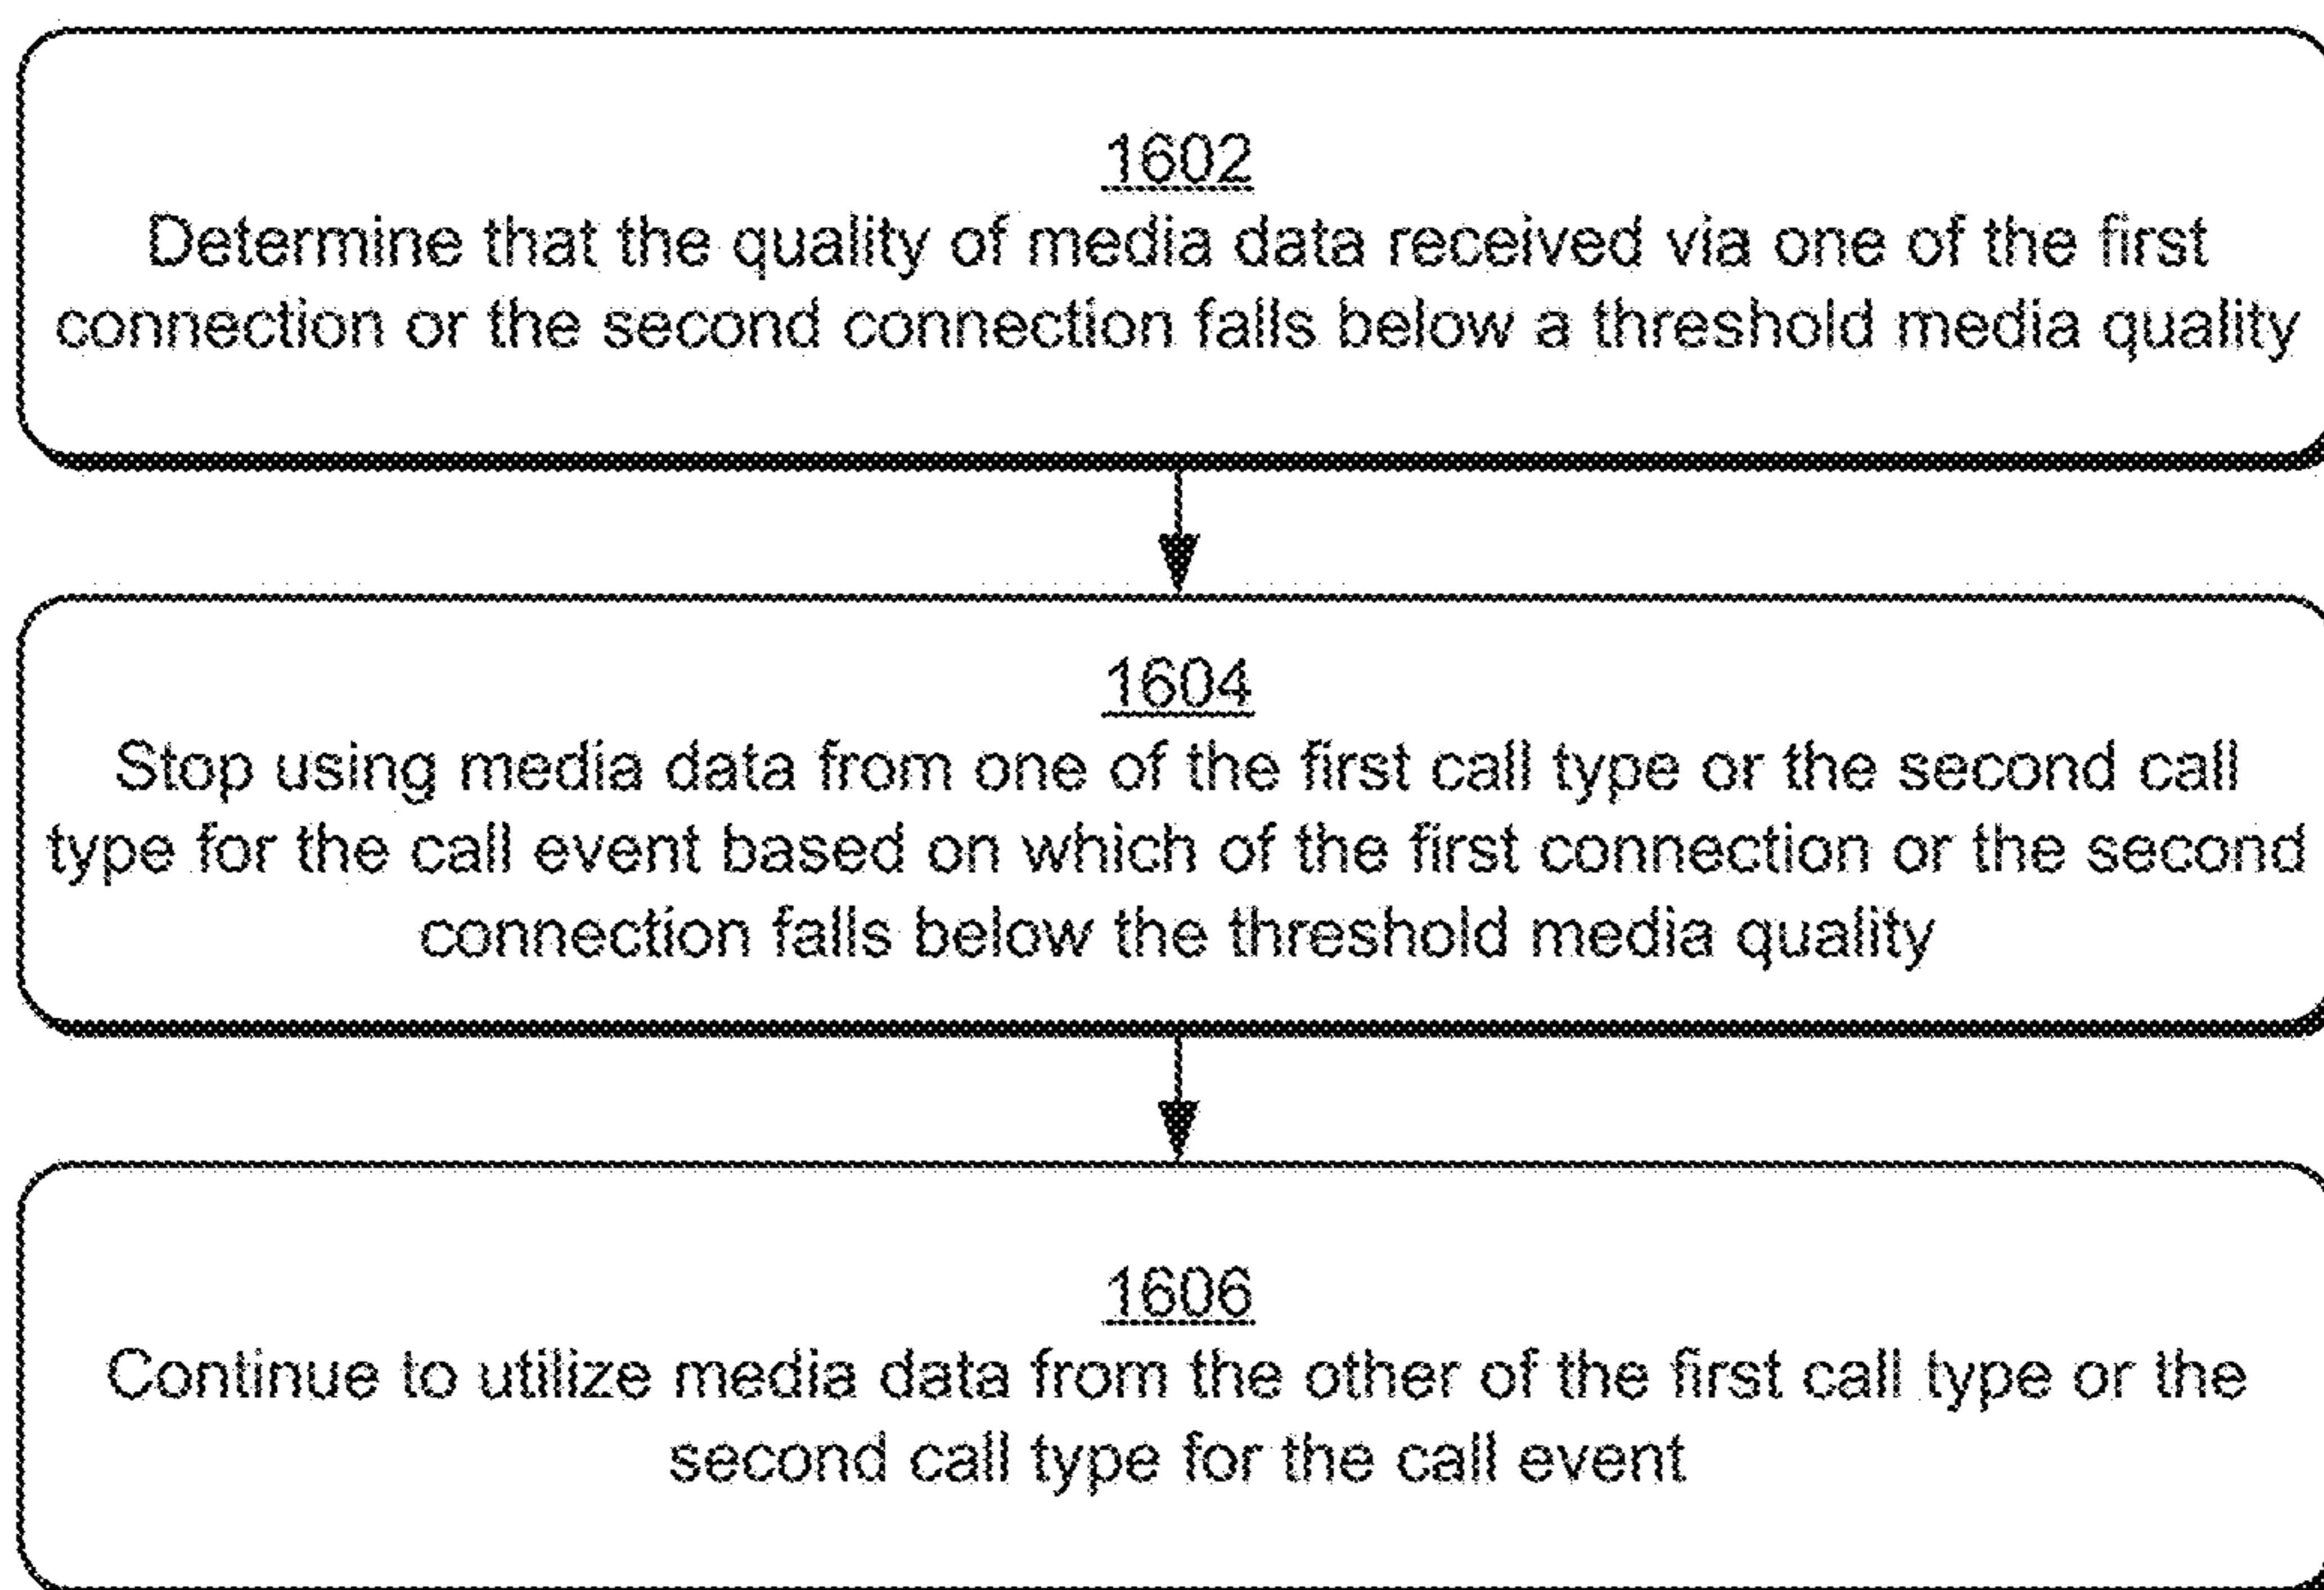 1602
Determine that the quality of media data received via one of the first
connection or the second connection falls below a threshold media quality
1604
Stop using media data from one of the first call type or the second call
type for the call event based on which of the first connection or the second
connection falls below the threshold media quality
1606
Continue to utilize media data from the other of the first call type or the
second call type for the call event